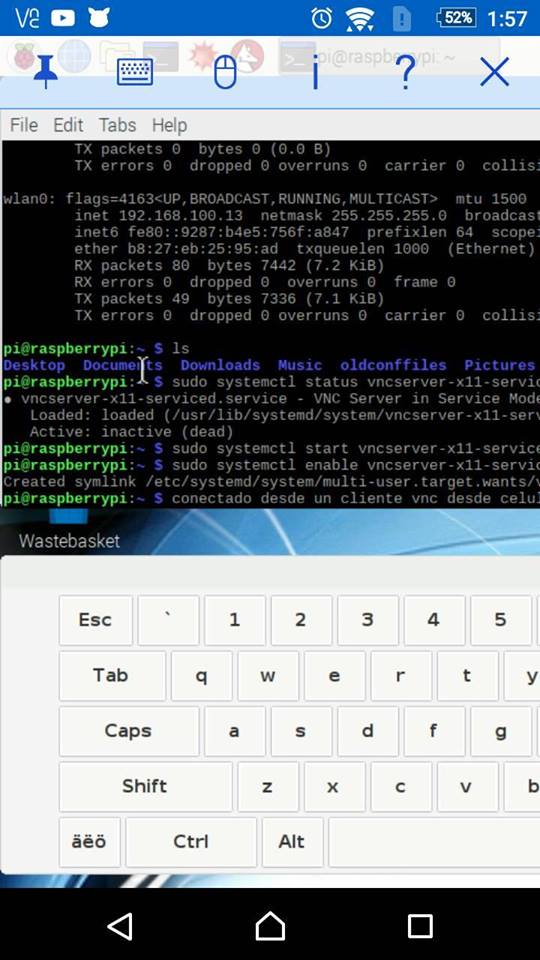 52% 1:57
pi@raspberrypi: ~
File Edit Tabs Help
TX packets 0 bytes 0 (0.0 B)
TX errors 0 dropped 0 overruns 0 carrier 0 collisi
wlan0: flags=4163<UP,BROADCAST,RUNNING,MULTICAST> mtu 1500
inet 192.168.100.13 netmask 255.255.255.0 broadcast
inet6 fe80::9287:b4e5:756f:a847 prefixlen 64 scopei
ether b8:27:eb:25:95:ad txqueuelen 1000 (Ethernet)
RX packets 80 bytes 7442 (7.2 KiB)
RX errors 0 dropped 0 overruns 0 frame 0
TX packets 49 bytes 7336 (7.1 KiB)
TX errors 0 dropped 0 overruns 0 carrier 0 collisi
pi@raspberrypi:~ $ ls
Desktop Documents Downloads Music oldconffiles Pictures
pi@raspberrypi:~ $ sudo systemctl status vncserver-x11-servic
● vncserver-x11-serviced.service - VNC Server in Service Mode
Loaded: loaded (/usr/lib/systemd/system/vncserver-x11-serv
Active: inactive (dead)
pi@raspberrypi:~ $ sudo systemctl start vncserver-x11-service
pi@raspberrypi:~ $ sudo systemctl enable vncserver-x11-servic
Created symlink /etc/systemd/system/multi-user.target.wants/v
pi@raspberrypi:~ $ conectado desde un cliente vnc desde celul
Wastebasket
Esc ` 1 2 3 4 5
Tab q w e r t y
Caps a s d f g
Shift z x c v b
äëö Ctrl Alt